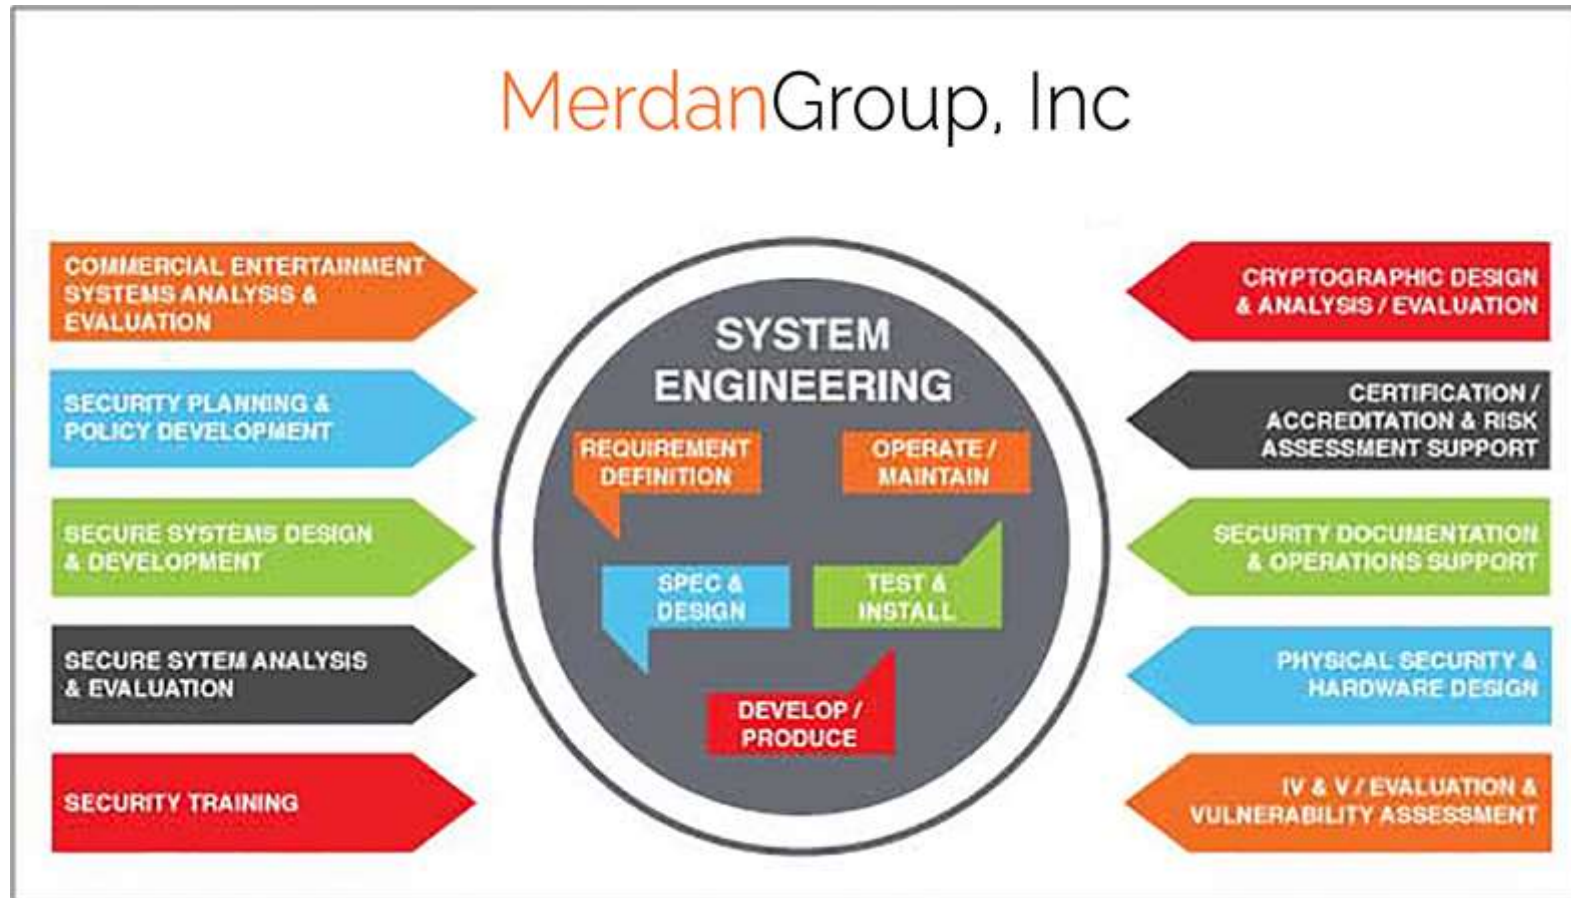 MerdanGroup, Inc
COMMERCIAL ENTERTAINMENT
SYSTEMS ANALYSIS &
EVALUATION
SECURITY PLANNING &
POLICY DEVELOPMENT
SECURE SYSTEMS DESIGN
& DEVELOPMENT
SECURE SYTEM ANALYSIS
& EVALUATION
SECURITY TRAINING
SYSTEM
ENGINEERING
REQUIREMENT
DEFINITION
OPERATE /
MAINTAIN
SPEC &
DESIGN
TEST &
INSTALL
DEVELOP /
PRODUCE
CRYPTOGRAPHIC DESIGN
& ANALYSIS / EVALUATION
CERTIFICATION /
ACCREDITATION & RISK
ASSESSMENT SUPPORT
SECURITY DOCUMENTATION
& OPERATIONS SUPPORT
PHYSICAL SECURITY &
HARDWARE DESIGN
IV & V / EVALUATION &
VULNERABILITY ASSESSMENT